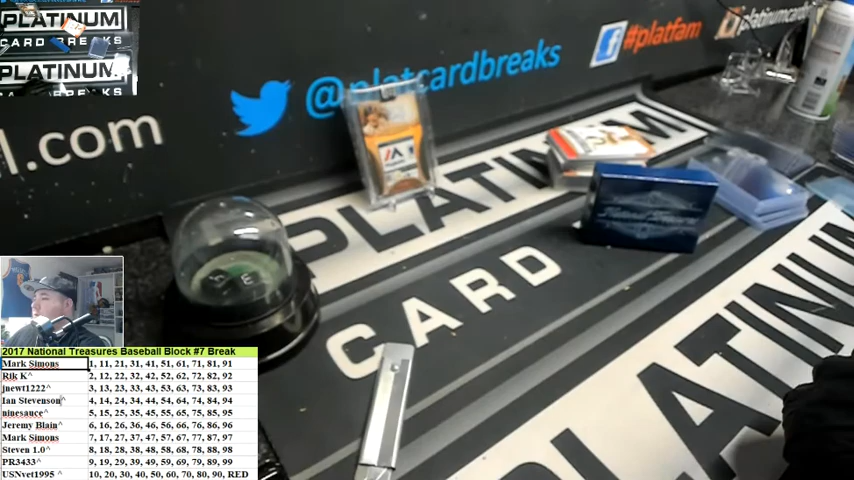 PLATINUM
CARD BREAKS
PLATINUM
CARD BREAKS
l.com
@platcardbreaks
#platfam
platinumcardb
PLATINUM
CARD
PLATINUM
2017 National Treasures Baseball Block #7 Break
Mark Simons 1, 11, 21, 31, 41, 51, 61, 71, 81, 91
Rik K^ 2, 12, 22, 32, 42, 52, 62, 72, 82, 92
jnewt1222^ 3, 13, 23, 33, 43, 53, 63, 73, 83, 93
Ian Stevenson^ 4, 14, 24, 34, 44, 54, 64, 74, 84, 94
ninesauce^ 5, 15, 25, 35, 45, 55, 65, 75, 85, 95
Jeremy Blain^ 6, 16, 26, 36, 46, 56, 66, 76, 86, 96
Mark Simons 7, 17, 27, 37, 47, 57, 67, 77, 87, 97
Steven 1.0^ 8, 18, 28, 38, 48, 58, 68, 78, 88, 98
PR3433^ 9, 19, 29, 39, 49, 59, 69, 79, 89, 99
USNvet1995 ^ 10, 20, 30, 40, 50, 60, 70, 80, 90, RED